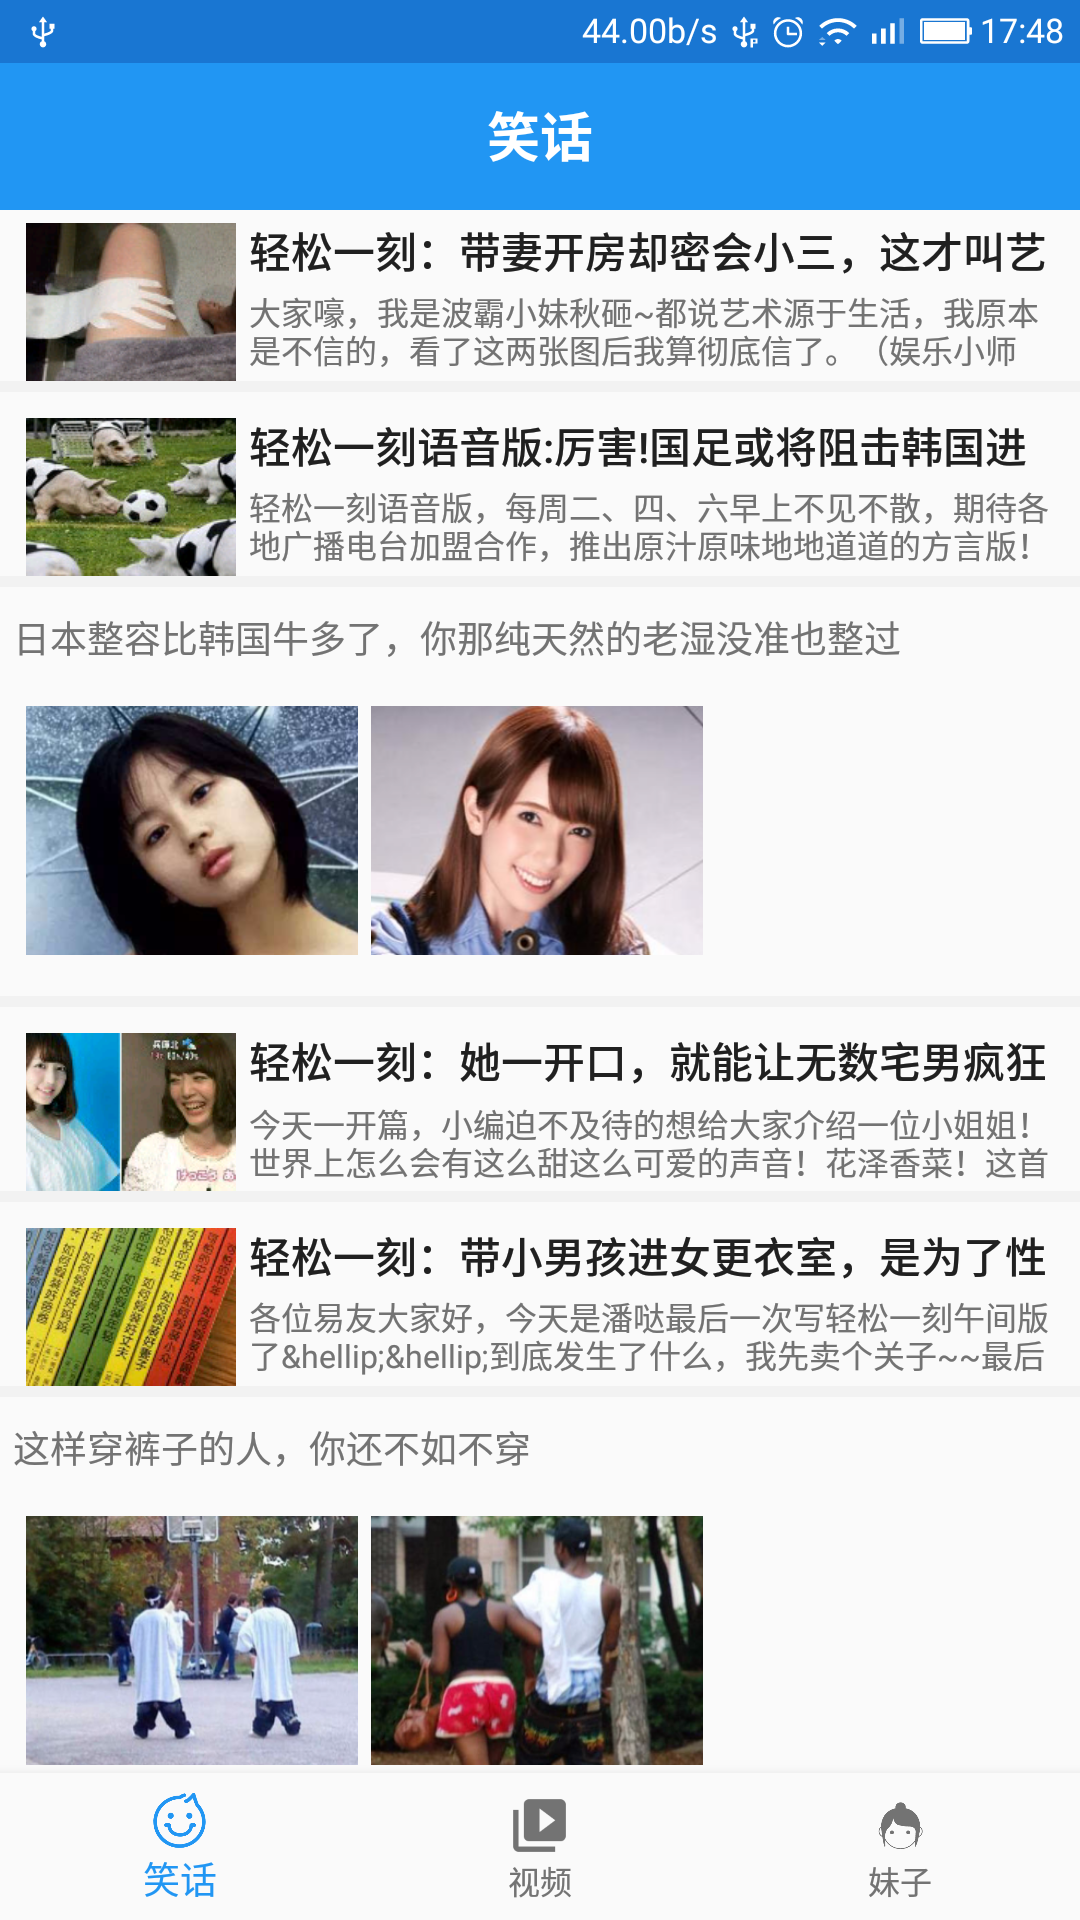 44.00b/s 17:48
笑话
轻松一刻：带妻开房却密会小三，这才叫艺
大家嚎，我是波霸小妹秋砸~都说艺术源于生活，我原本
是不信的，看了这两张图后我算彻底信了。（娱乐小师
轻松一刻语音版:厉害!国足或将阻击韩国进
轻松一刻语音版，每周二、四、六早上不见不散，期待各
地广播电台加盟合作，推出原汁原味地地道道的方言版！
日本整容比韩国牛多了，你那纯天然的老湿没准也整过
轻松一刻：她一开口，就能让无数宅男疯狂
今天一开篇，小编迫不及待的想给大家介绍一位小姐姐！
世界上怎么会有这么甜这么可爱的声音！花泽香菜！这首
轻松一刻：带小男孩进女更衣室，是为了性
各位易友大家好，今天是潘哒最后一次写轻松一刻午间版
了&hellip;&hellip;到底发生了什么，我先卖个关子~~最后
这样穿裤子的人，你还不如不穿
笑话
视频
妹子